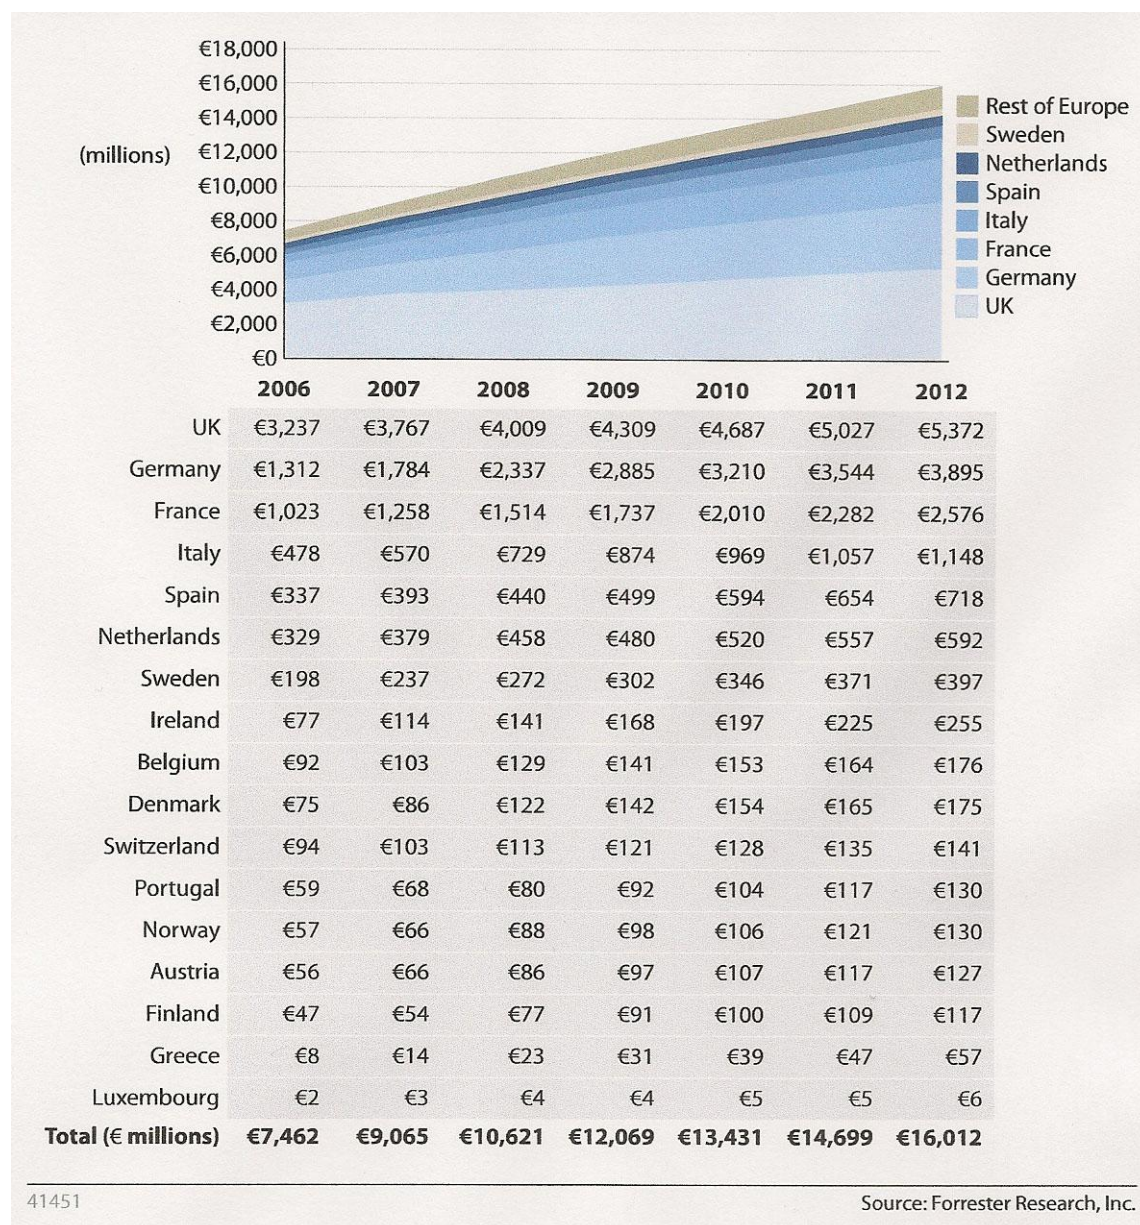 €18,000
€16,000
€14,000
(millions) €12,000
€10,000
€8,000
€6,000
€4,000
€2,000
€0
Rest of Europe
Sweden
Netherlands
Spain
Italy
France
Germany
UK
2006 2007 2008 2009 2010 2011 2012
UK €3,237 €3,767 €4,009 €4,309 €4,687 €5,027 €5,372
Germany €1,312 €1,784 €2,337 €2,885 €3,210 €3,544 €3,895
France €1,023 €1,258 €1,514 €1,737 €2,010 €2,282 €2,576
Italy €478 €570 €729 €874 €969 €1,057 €1,148
Spain €337 €393 €440 €499 €594 €654 €718
Netherlands €329 €379 €458 €480 €520 €557 €592
Sweden €198 €237 €272 €302 €346 €371 €397
Ireland €77 €114 €141 €168 €197 €225 €255
Belgium €92 €103 €129 €141 €153 €164 €176
Denmark €75 €86 €122 €142 €154 €165 €175
Switzerland €94 €103 €113 €121 €128 €135 €141
Portugal €59 €68 €80 €92 €104 €117 €130
Norway €57 €66 €88 €98 €106 €121 €130
Austria €56 €66 €86 €97 €107 €117 €127
Finland €47 €54 €77 €91 €100 €109 €117
Greece €8 €14 €23 €31 €39 €47 €57
Luxembourg €2 €3 €4 €4 €5 €5 €6
Total (€ millions) €7,462 €9,065 €10,621 €12,069 €13,431 €14,699 €16,012
41451
Source: Forrester Research, Inc.